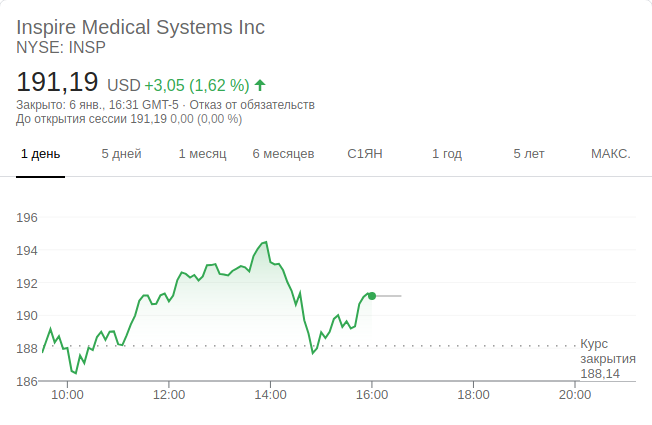 Inspire Medical Systems Inc
NYSE: INSP
191,19 USD +3,05 (1,62 %)
Закрыто: 6 янв., 16:31 GMT-5 · Отказ от обязательств
До открытия сессии 191,19 0,00 (0,00 %)
1 день 5 дней 1 месяц 6 месяцев С1ЯН 1 год 5 лет МАКС.
196
194
192
190
188
Курс
закрытия
188,14
186
10:00 12:00 14:00 16:00 18:00 20:00